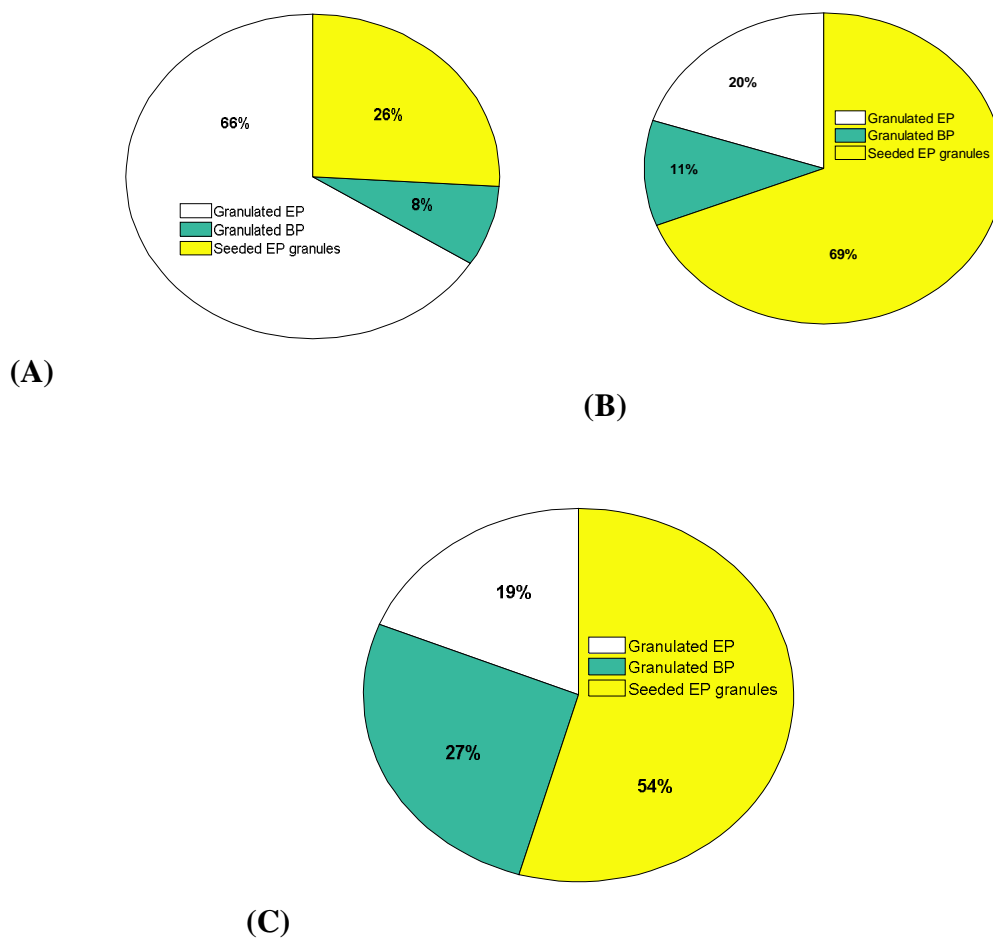 66%
26%
8%
Granulated EP
Granulated BP
Seeded EP granules
(A)
20%
Granulated EP
Granulated BP
Seeded EP granules
11%
69%
(B)
19%
Granulated EP
Granulated BP
Seeded EP granules
27%
54%
(C)